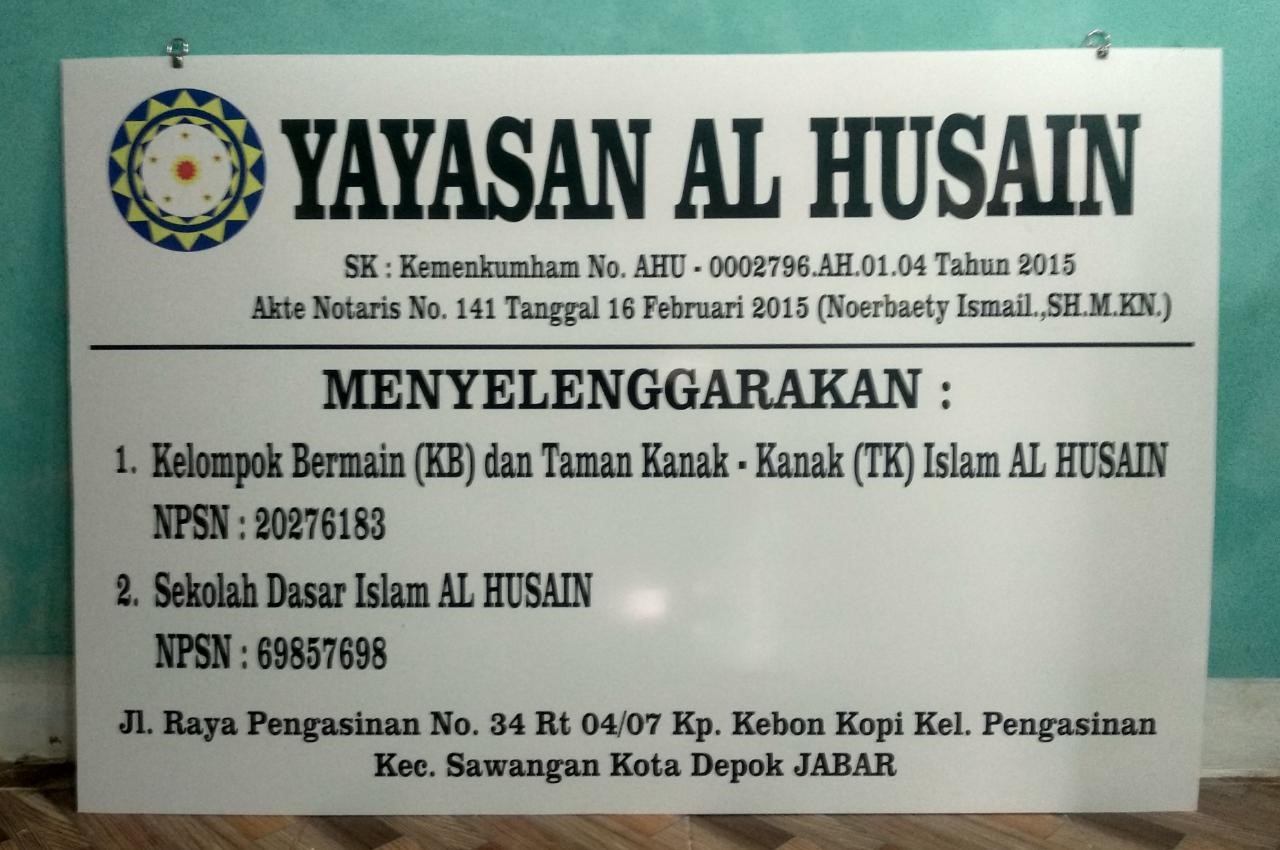 YAYASAN AL HUSAIN
SK : Kemenkumham No. AHU - 0002796.AH.01.04 Tahun 2015
Akte Notaris No. 141 Tanggal 16 Februari 2015 (Noerbaety Ismail.,SH.M.KN.)
MENYELENGGARAKAN :
1. Kelompok Bermain (KB) dan Taman Kanak - Kanak (TK) Islam AL HUSAIN
NPSN : 20276183
2. Sekolah Dasar Islam AL HUSAIN
NPSN : 69857698
Jl. Raya Pengasinan No. 34 Rt 04/07 Kp. Kebon Kopi Kel. Pengasinan
Kec. Sawangan Kota Depok JABAR